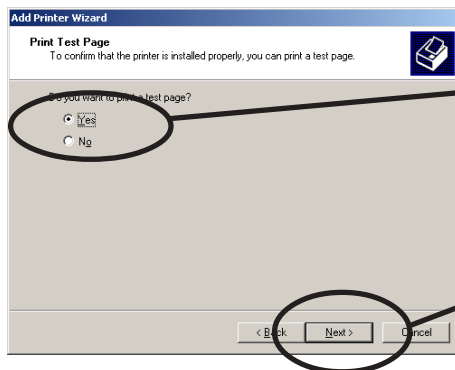 Add Printer Wizard
Print Test Page
To confirm that the printer is installed properly, you can print a test page.
Do you want to print a test page?
Yes
No
< Back
Next >
Cancel